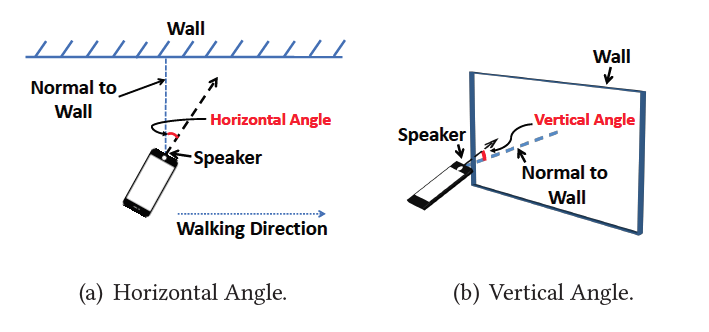 Wall
Normal to
Wall
Horizontal Angle
Speaker
Walking Direction
(a) Horizontal Angle.
Wall
Vertical Angle
Speaker
Normal to
Wall
(b) Vertical Angle.